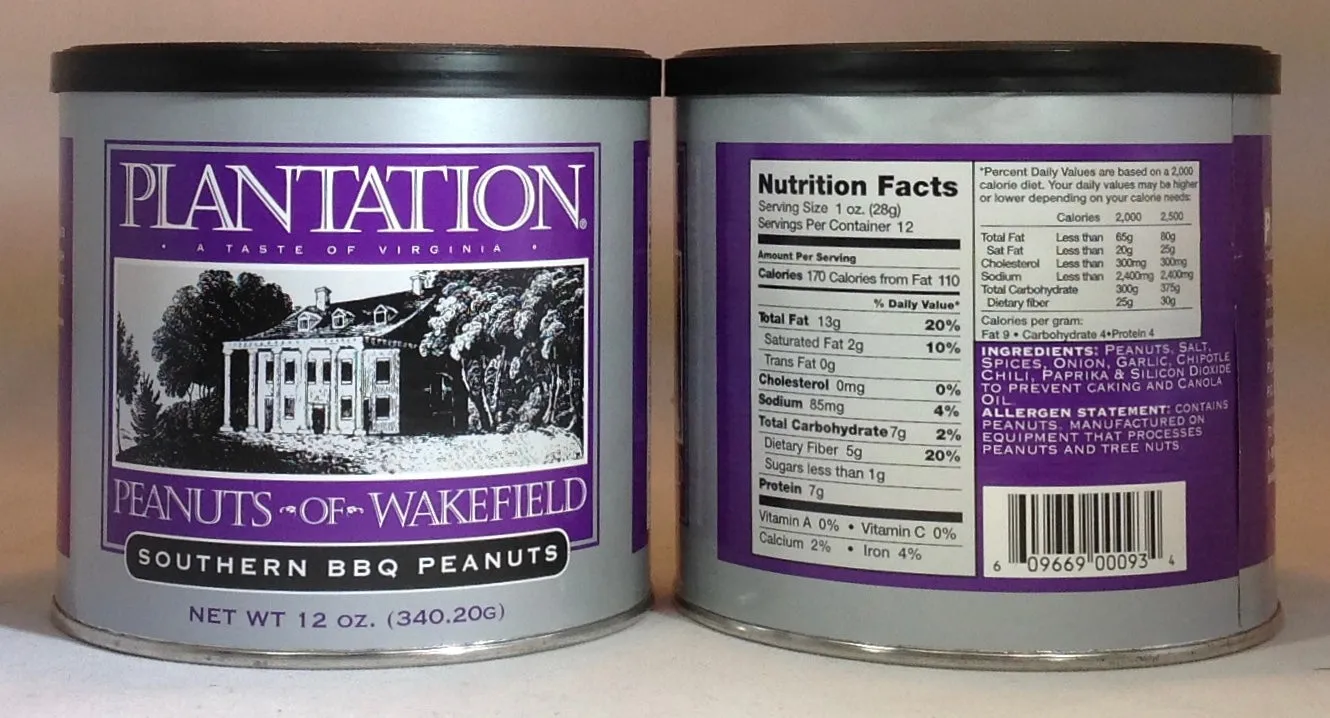 PLANTATION®
• A TASTE OF VIRGINIA •
PEANUTS OF WAKEFIELD
SOUTHERN BBQ PEANUTS
NET WT 12 OZ. (340.20G)
Nutrition Facts
Serving Size 1 oz. (28g)
Servings Per Container 12
Amount Per Serving
Calories 170 Calories from Fat 110
% Daily Value*
Total Fat 13g 20%
Saturated Fat 2g 10%
Trans Fat 0g
Cholesterol 0mg 0%
Sodium 85mg 4%
Total Carbohydrate 7g 2%
Dietary Fiber 5g 20%
Sugars less than 1g
Protein 7g
Vitamin A 0% • Vitamin C 0%
Calcium 2% • Iron 4%
*Percent Daily Values are based on a 2,000
calorie diet. Your daily values may be higher
or lower depending on your calorie needs:
Calories 2,000 2,500
Total Fat Less than 65g 80g
Sat Fat Less than 20g 25g
Cholesterol Less than 300mg 300mg
Sodium Less than 2,400mg 2,400mg
Total Carbohydrate 300g 375g
Dietary fiber 25g 30g
Calories per gram:
Fat 9 • Carbohydrate 4 • Protein 4
INGREDIENTS: PEANUTS, SALT,
SPICES, ONION, GARLIC, CHIPOTLE
CHILI, PAPRIKA & SILICON DIOXIDE
TO PREVENT CAKING AND CANOLA
OIL.
ALLERGEN STATEMENT: CONTAINS
PEANUTS. MANUFACTURED ON
EQUIPMENT THAT PROCESSES
PEANUTS AND TREE NUTS
6 09669 00093 4